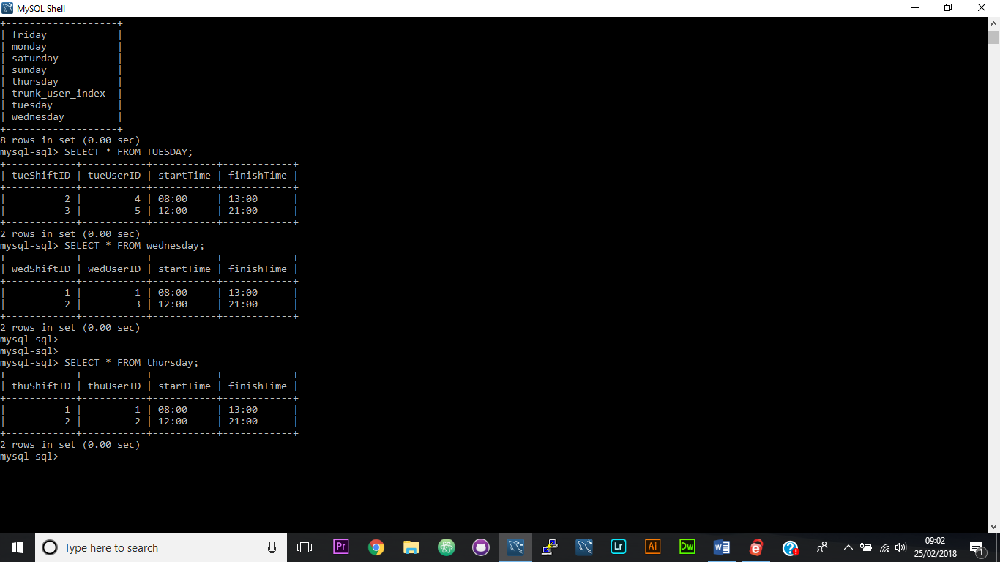 MySQL Shell
+-------------------+
| friday            |
| monday            |
| saturday          |
| sunday            |
| thursday          |
| trunk_user_index  |
| tuesday           |
| wednesday         |
+-------------------+
8 rows in set (0.00 sec)
mysql-sql> SELECT * FROM TUESDAY;
+------------+-----------+-----------+------------+
| tueShiftID | tueUserID | startTime | finishTime |
+------------+-----------+-----------+------------+
|          2 |         4 | 08:00     | 13:00      |
|          3 |         5 | 12:00     | 21:00      |
+------------+-----------+-----------+------------+
2 rows in set (0.00 sec)
mysql-sql> SELECT * FROM wednesday;
+------------+-----------+-----------+------------+
| wedShiftID | wedUserID | startTime | finishTime |
+------------+-----------+-----------+------------+
|          1 |         1 | 08:00     | 13:00      |
|          2 |         3 | 12:00     | 21:00      |
+------------+-----------+-----------+------------+
2 rows in set (0.00 sec)
mysql-sql>
mysql-sql>
mysql-sql> SELECT * FROM thursday;
+------------+-----------+-----------+------------+
| thuShiftID | thuUserID | startTime | finishTime |
+------------+-----------+-----------+------------+
|          1 |         1 | 08:00     | 13:00      |
|          2 |         2 | 12:00     | 21:00      |
+------------+-----------+-----------+------------+
2 rows in set (0.00 sec)
mysql-sql>
Type here to search
Pr
Lr
Ai
Dw
W
e
?
!
09:02
25/02/2018
1